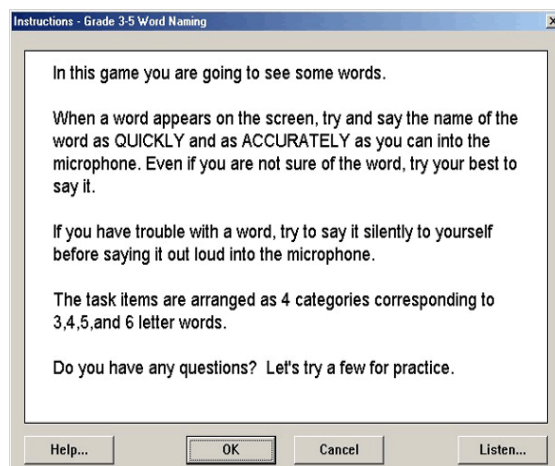 Instructions - Grade 3-5 Word Naming
In this game you are going to see some words.
When a word appears on the screen, try and say the name of the
word as QUICKLY and as ACCURATELY as you can into the
microphone. Even if you are not sure of the word, try your best to
say it.
If you have trouble with a word, try to say it silently to yourself
before saying it out loud into the microphone.
The task items are arranged as 4 categories corresponding to
3,4,5,and 6 letter words.
Do you have any questions?  Let's try a few for practice.
Help... OK Cancel Listen...